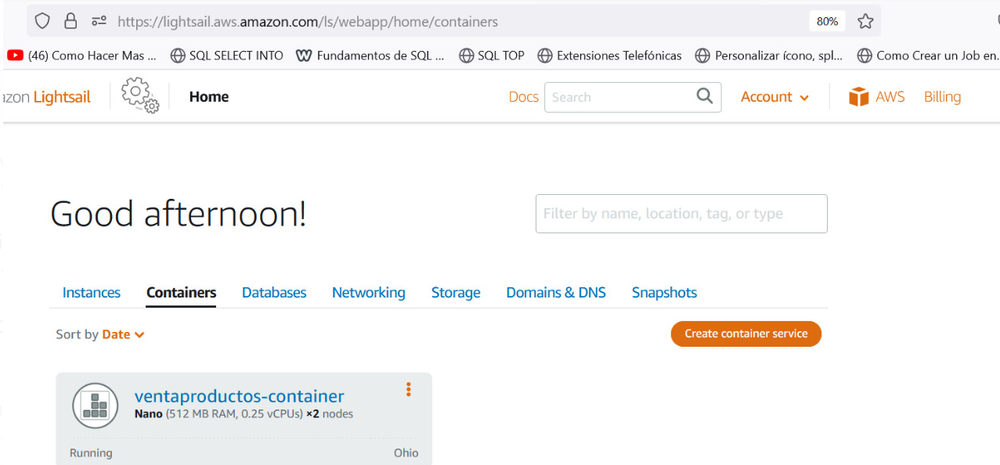 https://lightsail.aws.amazon.com/ls/webapp/home/containers 80%
(46) Como Hacer Mas ... SQL SELECT INTO Fundamentos de SQL ... SQL TOP Extensiones Telefónicas Personalizar ícono, spl... Como Crear un Job en.
azon Lightsail Home Docs Search Account AWS Billing
Good afternoon! Filter by name, location, tag, or type
Instances Containers Databases Networking Storage Domains & DNS Snapshots
Sort by Date Create container service
ventaproductos-container
Nano (512 MB RAM, 0.25 vCPUs) ×2 nodes
Running Ohio